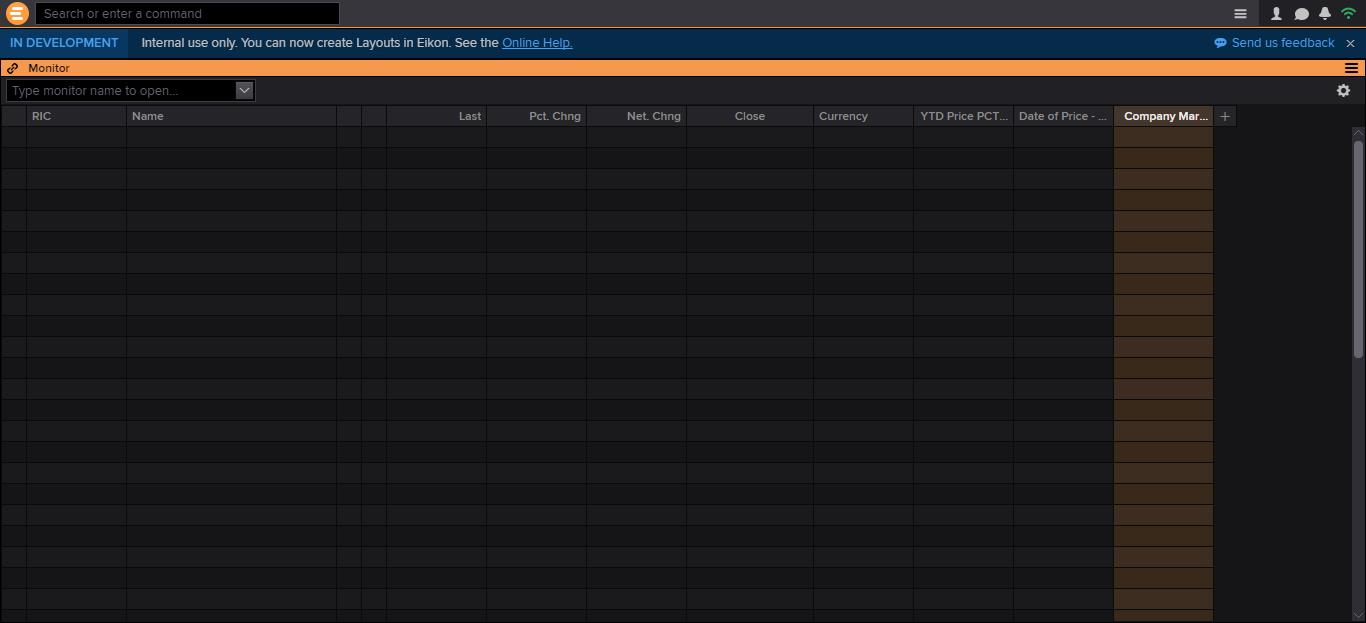 Search or enter a command
IN DEVELOPMENT Internal use only. You can now create Layouts in Eikon. See the Online Help. Send us feedback
Monitor
Type monitor name to open...
RIC Name Last Pct. Chng Net. Chng Close Currency YTD Price PCT... Date of Price - ... Company Mar... +